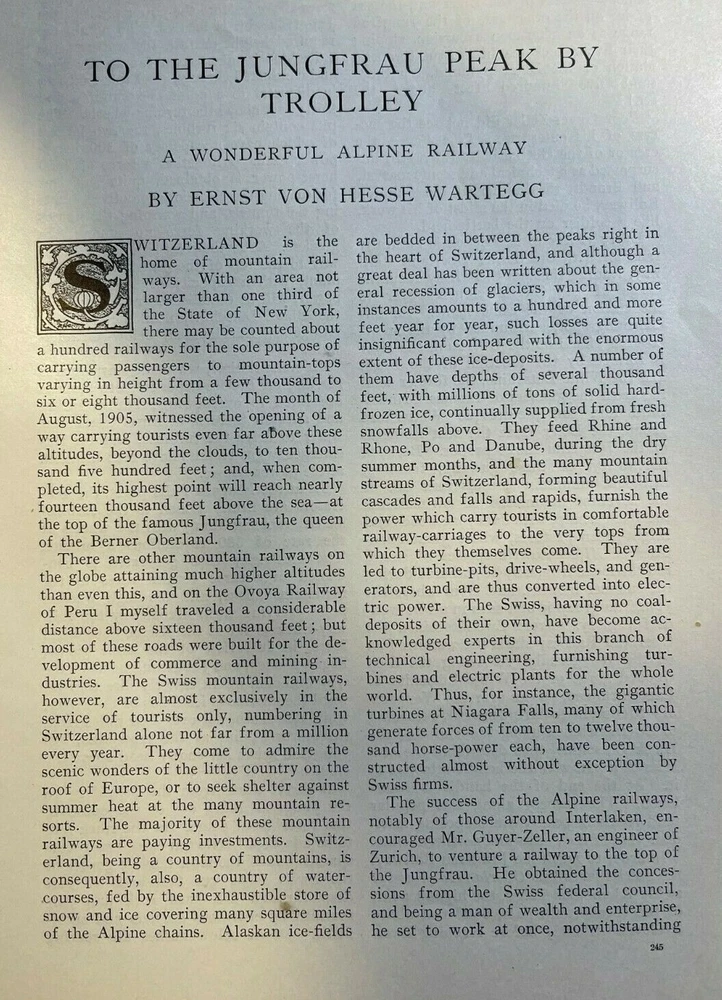 TO THE JUNGFRAU PEAK BY
TROLLEY
A WONDERFUL ALPINE RAILWAY
BY ERNST VON HESSE WARTEGG
SWITZERLAND is the
home of mountain rail-
ways. With an area not
larger than one third of
the State of New York,
there may be counted about
a hundred railways for the sole purpose of
carrying passengers to mountain-tops
varying in height from a few thousand to
six or eight thousand feet. The month of
August, 1905, witnessed the opening of a
way carrying tourists even far above these
altitudes, beyond the clouds, to ten thou-
sand five hundred feet; and, when com-
pleted, its highest point will reach nearly
fourteen thousand feet above the sea—at
the top of the famous Jungfrau, the queen
of the Berner Oberland.
There are other mountain railways on
the globe attaining much higher altitudes
than even this, and on the Ovoya Railway
of Peru I myself traveled a considerable
distance above sixteen thousand feet; but
most of these roads were built for the de-
velopment of commerce and mining in-
dustries. The Swiss mountain railways,
however, are almost exclusively in the
service of tourists only, numbering in
Switzerland alone not far from a million
every year. They come to admire the
scenic wonders of the little country on the
roof of Europe, or to seek shelter against
summer heat at the many mountain re-
sorts. The majority of these mountain
railways are paying investments. Switz-
erland, being a country of mountains, is
consequently, also, a country of water-
courses, fed by the inexhaustible store of
snow and ice covering many square miles
of the Alpine chains. Alaskan ice-fields
are bedded in between the peaks right in
the heart of Switzerland, and although a
great deal has been written about the gen-
eral recession of glaciers, which in some
instances amounts to a hundred and more
feet year for year, such losses are quite
insignificant compared with the enormous
extent of these ice-deposits. A number of
them have depths of several thousand
feet, with millions of tons of solid hard-
frozen ice, continually supplied from fresh
snowfalls above. They feed Rhine and
Rhone, Po and Danube, during the dry
summer months, and the many mountain
streams of Switzerland, forming beautiful
cascades and falls and rapids, furnish the
power which carry tourists in comfortable
railway-carriages to the very tops from
which they themselves come. They are
led to turbine-pits, drive-wheels, and gen-
erators, and are thus converted into elec-
tric power. The Swiss, having no coal-
deposits of their own, have become ac-
knowledged experts in this branch of
technical engineering, furnishing tur-
bines and electric plants for the whole
world. Thus, for instance, the gigantic
turbines at Niagara Falls, many of which
generate forces of from ten to twelve thou-
sand horse-power each, have been con-
structed almost without exception by
Swiss firms.
The success of the Alpine railways,
notably of those around Interlaken, en-
couraged Mr. Guyer-Zeller, an engineer of
Zurich, to venture a railway to the top of
the Jungfrau. He obtained the conces-
sions from the Swiss federal council,
and being a man of wealth and enterprise,
he set to work at once, notwithstanding
245